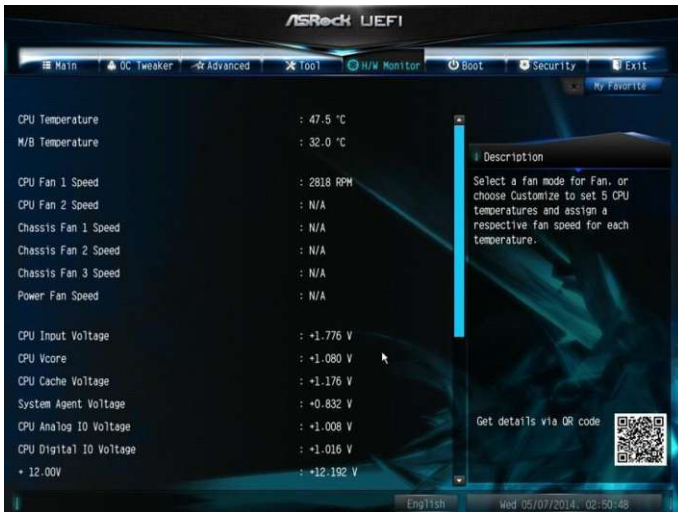 ASRock UEFI
Main OC Tweaker Advanced Tool H/W Monitor Boot Security Exit
My Favorite
CPU Temperature : 47.5 °C
M/B Temperature : 32.0 °C
CPU Fan 1 Speed : 2818 RPM
CPU Fan 2 Speed : N/A
Chassis Fan 1 Speed : N/A
Chassis Fan 2 Speed : N/A
Chassis Fan 3 Speed : N/A
Power Fan Speed : N/A
CPU Input Voltage : +1.776 V
CPU Vcore : +1.080 V
CPU Cache Voltage : +1.176 V
System Agent Voltage : +0.832 V
CPU Analog IO Voltage : +1.008 V
CPU Digital IO Voltage : +1.016 V
+ 12.00V : +12.192 V
Description
Select a fan mode for Fan, or
choose Customize to set 5 CPU
temperatures and assign a
respective fan speed for each
temperature.
Get details via QR code
English Wed 05/07/2014, 02:50:48